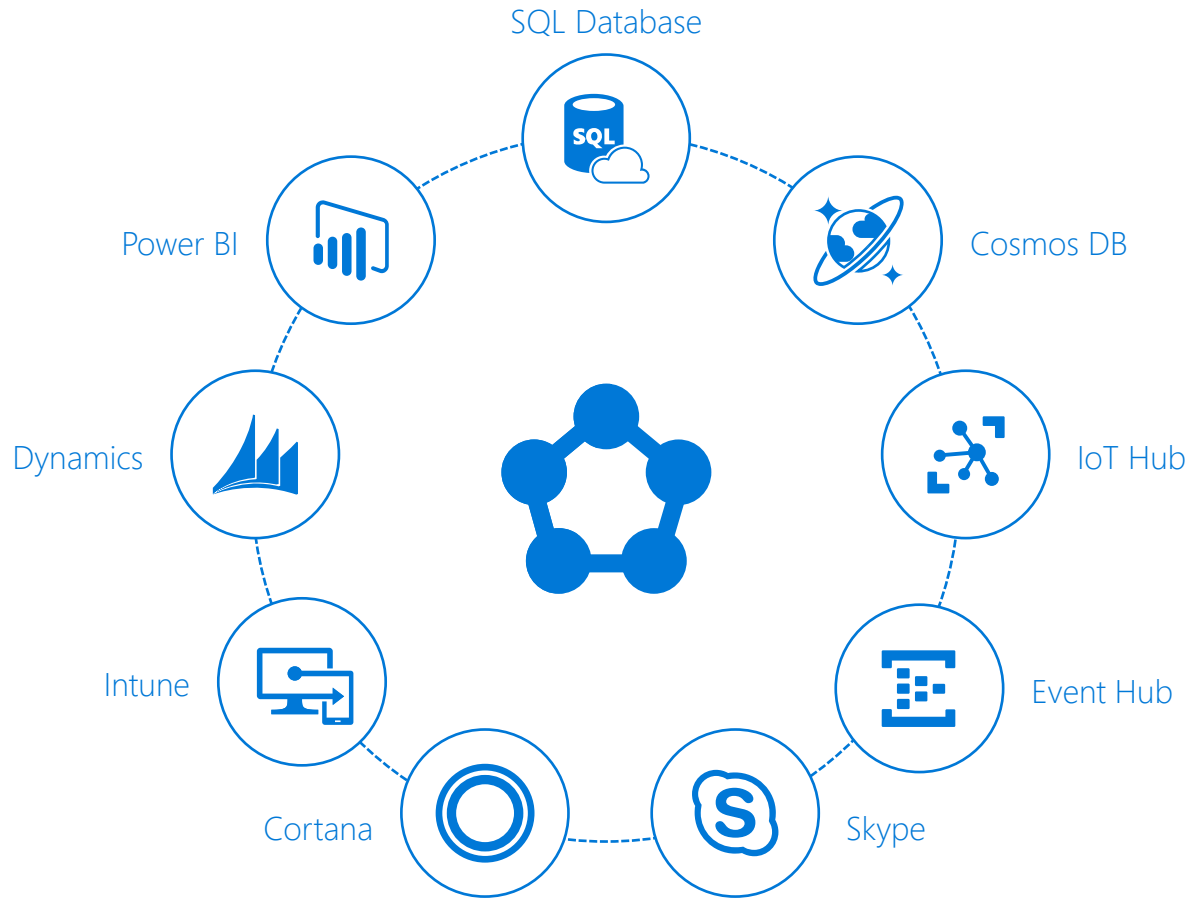 SQL Database
SQL
Power BI
Cosmos DB
Dynamics
IoT Hub
Intune
Event Hub
Cortana
S
Skype